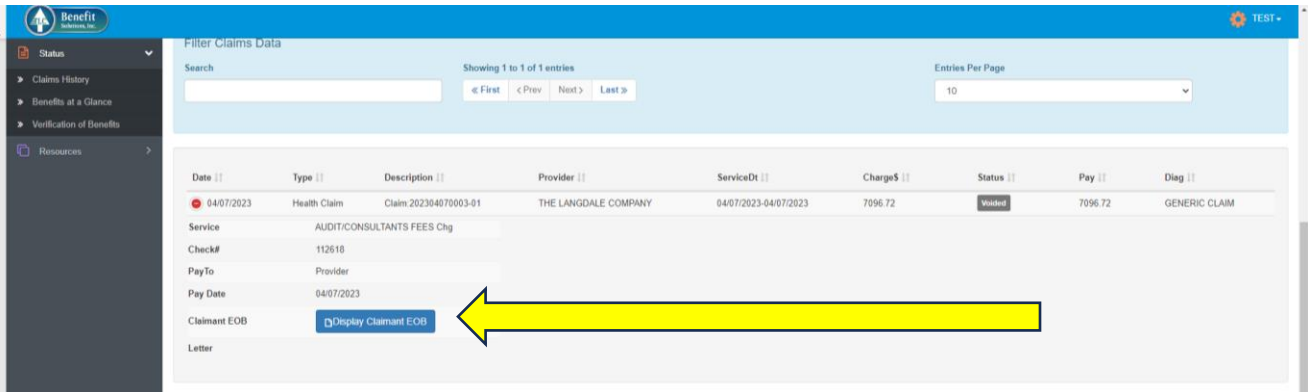 TLC Benefit
Solutions, Inc.
TEST
Status
Claims History
Benefits at a Glance
Verification of Benefits
Resources
Filter Claims Data
Search Showing 1 to 1 of 1 entries Entries Per Page
« First < Prev Next > Last » 10
Date Type Description Provider ServiceDt Charge$ Status Pay Diag
04/07/2023 Health Claim Claim:202304070003-01 THE LANGDALE COMPANY 04/07/2023-04/07/2023 7096.72 Voided 7096.72 GENERIC CLAIM
Service AUDIT/CONSULTANTS FEES Chg
Check# 112618
PayTo Provider
Pay Date 04/07/2023
Claimant EOB Display Claimant EOB
Letter